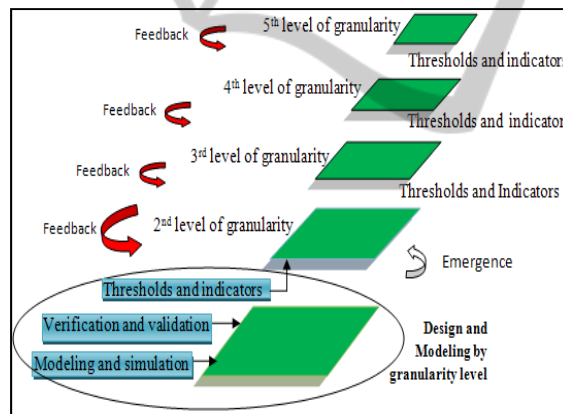 Feedback
5th level of granularity
Thresholds and indicators
4th level of granularity
Feedback
Thresholds and indicator
3rd level of granularity
Feedback
Thresholds and Indicators
2nd level of granularity
Feedback
Emergence
Thresholds and indicators
Verification and validation
Modeling and simulation
Design and
Modeling by
granularity level